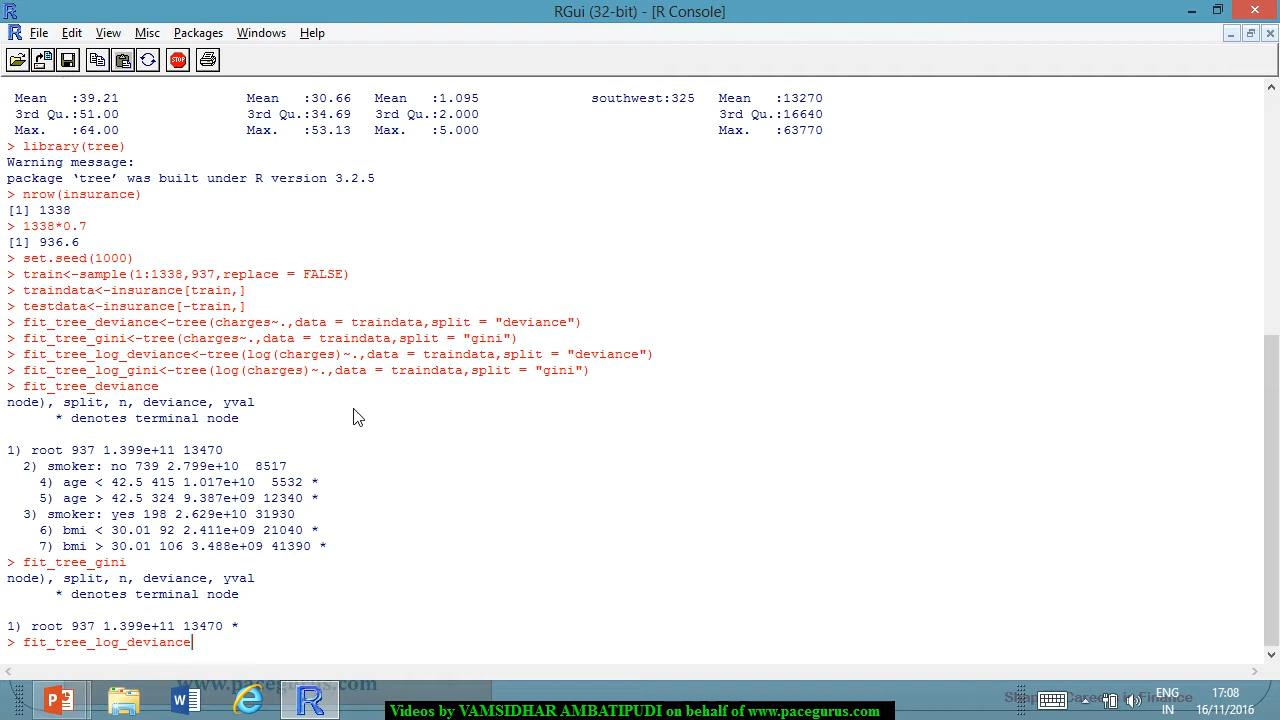 RGui (32-bit) - [R Console]
File Edit View Misc Packages Windows Help
STOP
Mean :39.21 Mean :30.66 Mean :1.095 southwest:325 Mean :13270
3rd Qu.:51.00 3rd Qu.:34.69 3rd Qu.:2.000 3rd Qu.:16640
Max. :64.00 Max. :53.13 Max. :5.000 Max. :63770
> library(tree)
Warning message:
package ‘tree’ was built under R version 3.2.5
> nrow(insurance)
[1] 1338
> 1338*0.7
[1] 936.6
> set.seed(1000)
> train<-sample(1:1338,937,replace = FALSE)
> traindata<-insurance[train,]
> testdata<-insurance[-train,]
> fit_tree_deviance<-tree(charges~.,data = traindata,split = "deviance")
> fit_tree_gini<-tree(charges~.,data = traindata,split = "gini")
> fit_tree_log_deviance<-tree(log(charges)~.,data = traindata,split = "deviance")
> fit_tree_log_gini<-tree(log(charges)~.,data = traindata,split = "gini")
> fit_tree_deviance
node), split, n, deviance, yval
* denotes terminal node
1) root 937 1.399e+11 13470
2) smoker: no 739 2.799e+10 8517
4) age < 42.5 415 1.017e+10 5532 *
5) age > 42.5 324 9.387e+09 12340 *
3) smoker: yes 198 2.629e+10 31930
6) bmi < 30.01 92 2.411e+09 21040 *
7) bmi > 30.01 106 3.488e+09 41390 *
> fit_tree_gini
node), split, n, deviance, yval
* denotes terminal node
1) root 937 1.399e+11 13470 *
> fit_tree_log_deviance
www.pacegurus.com
in Finance
ENG
IN
17:08
16/11/2016
Videos by VAMSIDHAR AMBATIPUDI on behalf of www.pacegurus.com